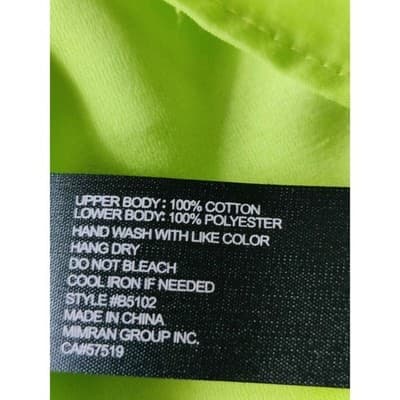 UPPER BODY: 100% COTTON
LOWER BODY: 100% POLYESTER
HAND WASH WITH LIKE COLOR
HANG DRY
DO NOT BLEACH
COOL IRON IF NEEDED
STYLE #B5102
MADE IN CHINA
MIMRAN GROUP INC.
CA#57519